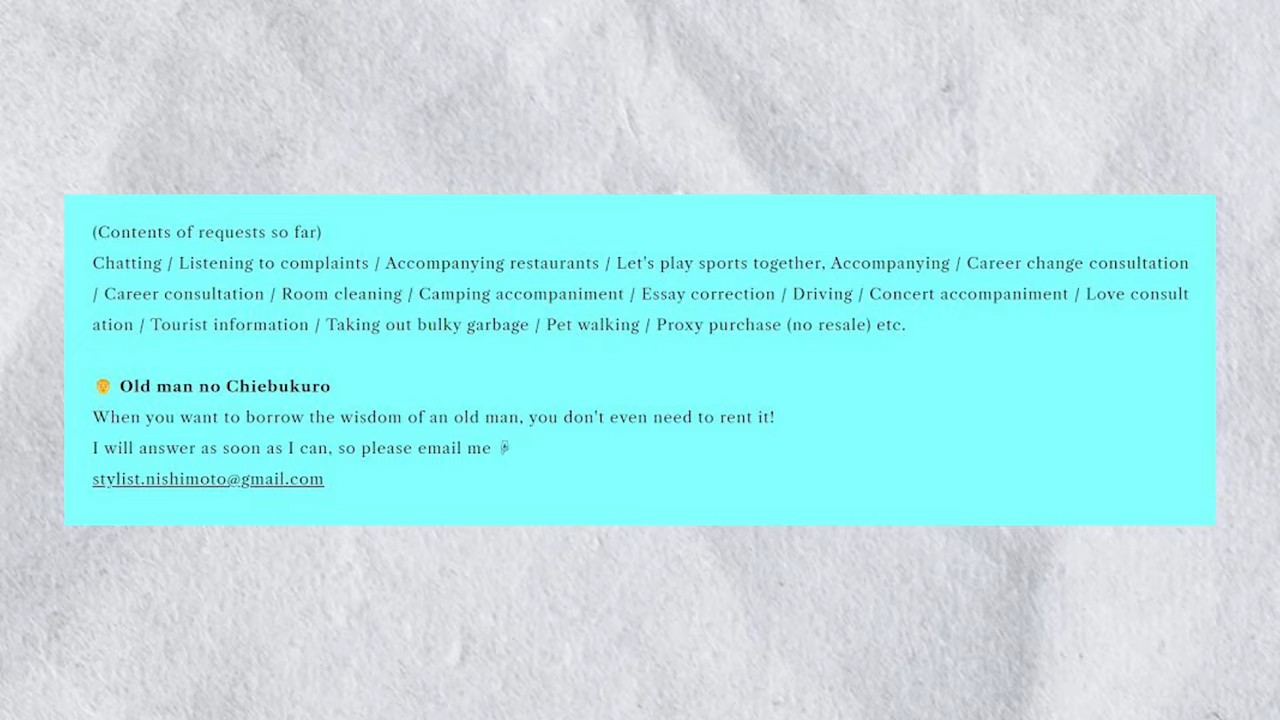 (Contents of requests so far)
Chatting / Listening to complaints / Accompanying restaurants / Let's play sports together, Accompanying / Career change consultation
/ Career consultation / Room cleaning / Camping accompaniment / Essay correction / Driving / Concert accompaniment / Love consult
ation / Tourist information / Taking out bulky garbage / Pet walking / Proxy purchase (no resale) etc.
Old man no Chiebukuro
When you want to borrow the wisdom of an old man, you don't even need to rent it!
I will answer as soon as I can, so please email me
stylist.nishimoto@gmail.com